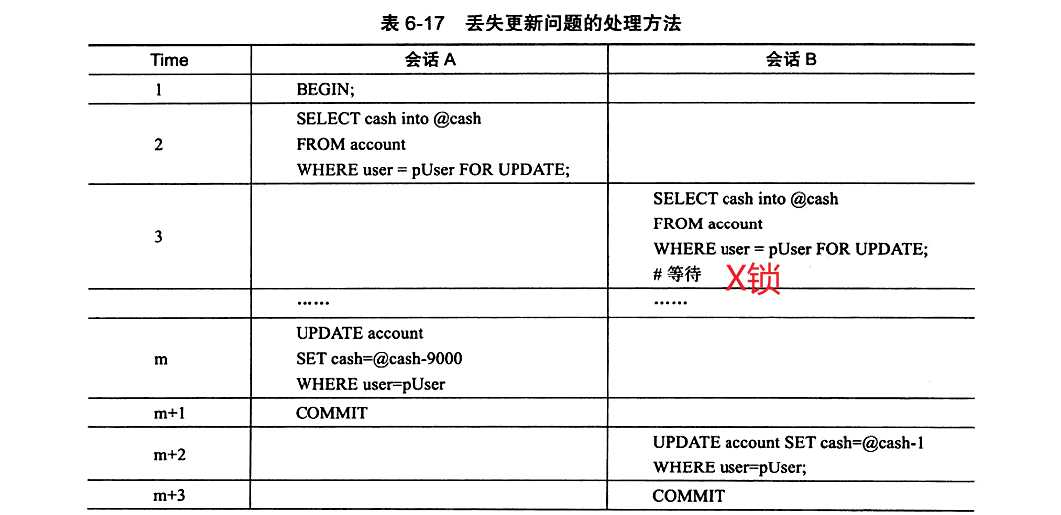 表 6-17 丢失更新问题的处理方法
Time 会话 A 会话 B
1 BEGIN;
SELECT cash into @cash
2 FROM account
WHERE user = pUser FOR UPDATE;
SELECT cash into @cash
FROM account
3
WHERE user = pUser FOR UPDATE;
# 等待 X锁
...... ......
UPDATE account
m SET cash=@cash-9000
WHERE user=pUser
m+1 COMMIT
UPDATE account SET cash=@cash-1
m+2
WHERE user=pUser;
m+3 COMMIT